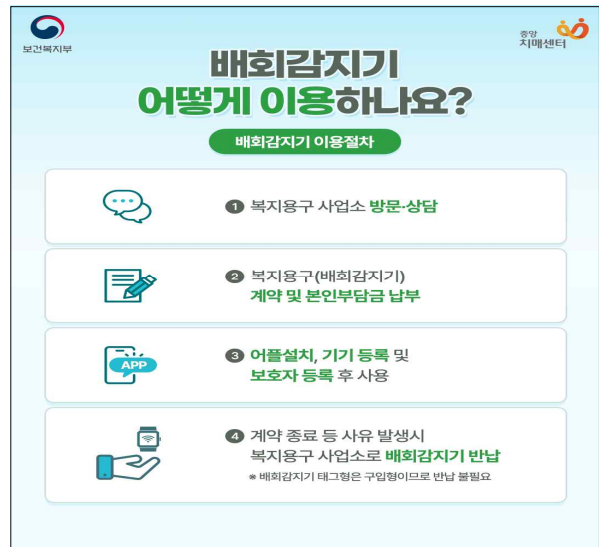 보건복지부
중앙
치매센터
배회감지기
어떻게 이용하나요?
배회감지기 이용절차
1 복지용구 사업소 방문·상담
2 복지용구(배회감지기)
계약 및 본인부담금 납부
APP
3 어플설치, 기기 등록 및
보호자 등록 후 사용
4 계약 종료 등 사유 발생시
복지용구 사업소로 배회감지기 반납
※ 배회감지기 태그형은 구입형이므로 반납 불필요